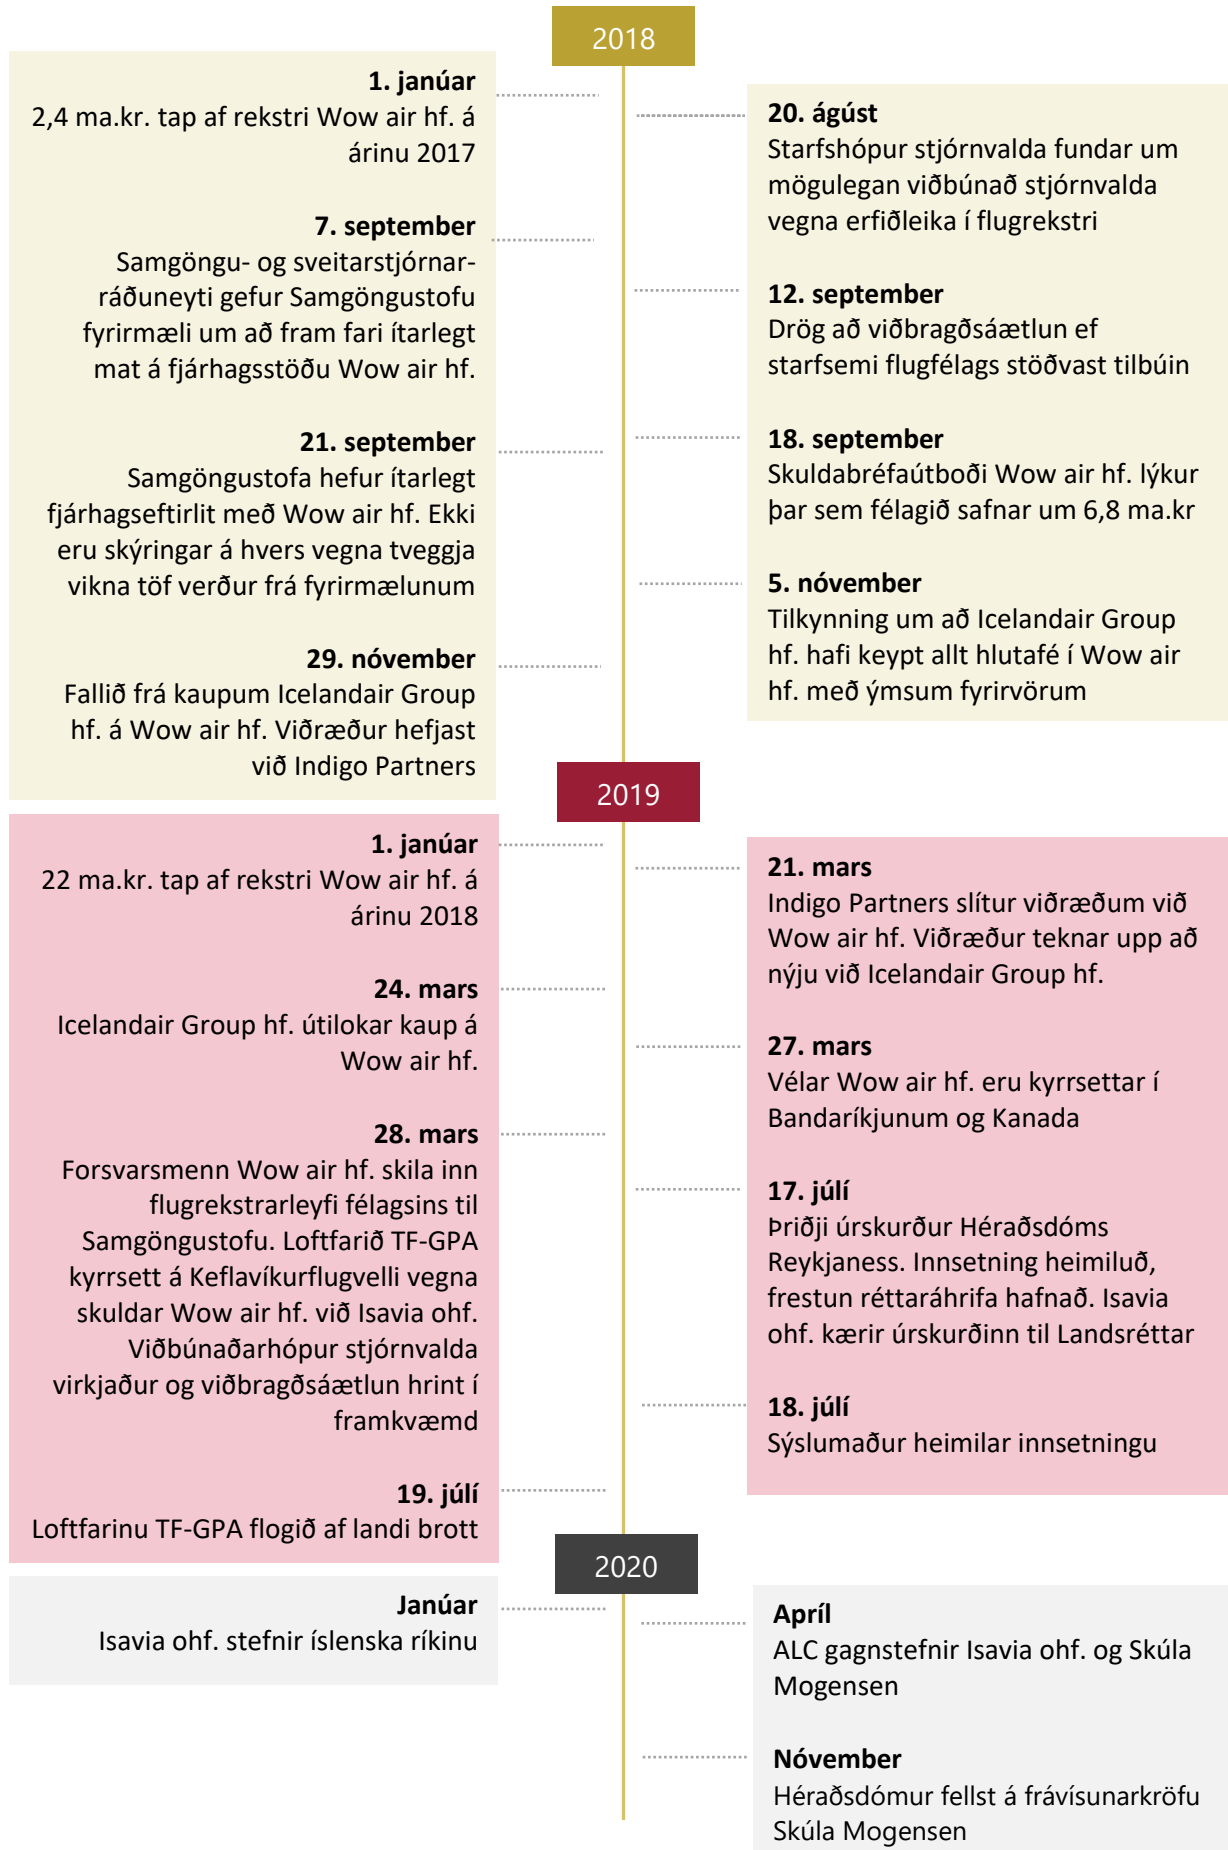 2018
1. janúar
2,4 ma.kr. tap af rekstri Wow air hf. á
árinu 2017
7. september
Samgöngu- og sveitarstjórnar-
ráðuneyti gefur Samgöngustofu
fyrirmæli um að fram fari ítarlegt
mat á fjárhagsstöðu Wow air hf.
21. september
Samgöngustofa hefur ítarlegt
fjárhagseftirlit með Wow air hf. Ekki
eru skýringar á hvers vegna tveggja
vikna töf verður frá fyrirmælunum
29. nóvember
Fallið frá kaupum Icelandair Group
hf. á Wow air hf. Viðræður hefjast
við Indigo Partners
20. ágúst
Starfshópur stjórnvalda fundar um
mögulegan viðbúnað stjórnvalda
vegna erfiðleika í flugrekstri
12. september
Drög að viðbragðsáætlun ef
starfsemi flugfélags stöðvast tilbúin
18. september
Skuldabréfaútboði Wow air hf. lýkur
þar sem félagið safnar um 6,8 ma.kr
5. nóvember
Tilkynning um að Icelandair Group
hf. hafi keypt allt hlutafé í Wow air
hf. með ýmsum fyrirvörum
2019
1. janúar
22 ma.kr. tap af rekstri Wow air hf. á
árinu 2018
24. mars
Icelandair Group hf. útilokar kaup á
Wow air hf.
28. mars
Forsvarsmenn Wow air hf. skila inn
flugrekstrarleyfi félagsins til
Samgöngustofu. Loftfarið TF-GPA
kyrrsett á Keflavíkurflugvelli vegna
skuldar Wow air hf. við Isavia ohf.
Viðbúnaðarhópur stjórnvalda
virkjaður og viðbragðsáætlun hrint í
framkvæmd
19. júlí
Loftfarinu TF-GPA flogið af landi brott
21. mars
Indigo Partners slítur viðræðum við
Wow air hf. Viðræður teknar upp að
nýju við Icelandair Group hf.
27. mars
Vélar Wow air hf. eru kyrrsettar í
Bandaríkjunum og Kanada
17. júlí
Þriðji úrskurður Héraðsdóms
Reykjaness. Innsetning heimiluð,
frestun réttaráhrifa hafnað. Isavia
ohf. kærir úrskurðinn til Landsréttar
18. júlí
Sýslumaður heimilar innsetningu
2020
Janúar
Isavia ohf. stefnir íslenska ríkinu
Apríl
ALC gagnstefnir Isavia ohf. og Skúla
Mogensen
Nóvember
Héraðsdómur fellst á frávísunarkröfu
Skúla Mogensen